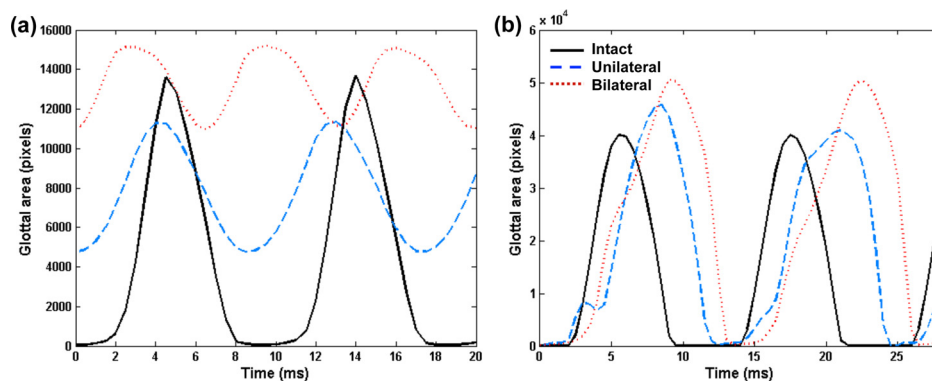 (a)
16000
14000
12000
10000
8000
6000
4000
2000
0
Glottal area (pixels)
0 2 4 6 8 10 12 14 16 18 20
Time (ms)
(b)
x 10^4
6
5
4
3
2
1
0
Glottal area (pixels)
0 5 10 15 20 25
Time (ms)
Intact
Unilateral
Bilateral